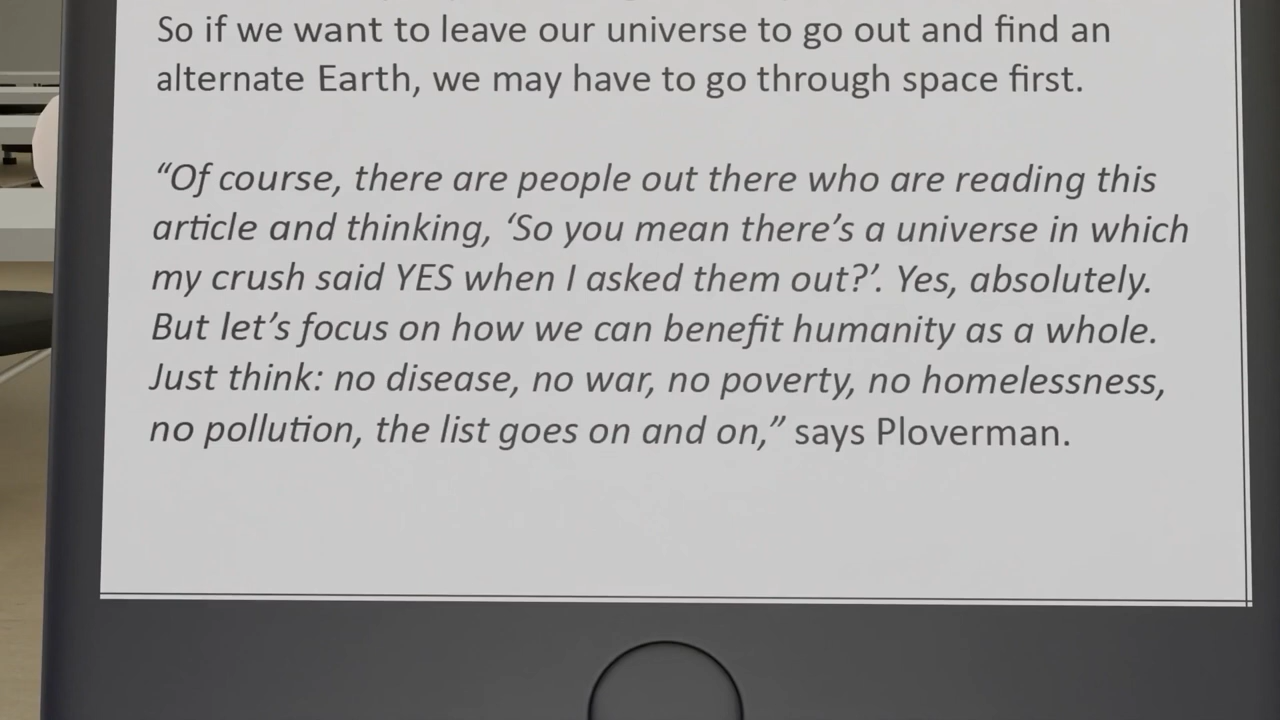 So if we want to leave our universe to go out and find an
alternate Earth, we may have to go through space first.
“Of course, there are people out there who are reading this
article and thinking, ‘So you mean there’s a universe in which
my crush said YES when I asked them out?’. Yes, absolutely.
But let’s focus on how we can benefit humanity as a whole.
Just think: no disease, no war, no poverty, no homelessness,
no pollution, the list goes on and on,” says Ploverman.